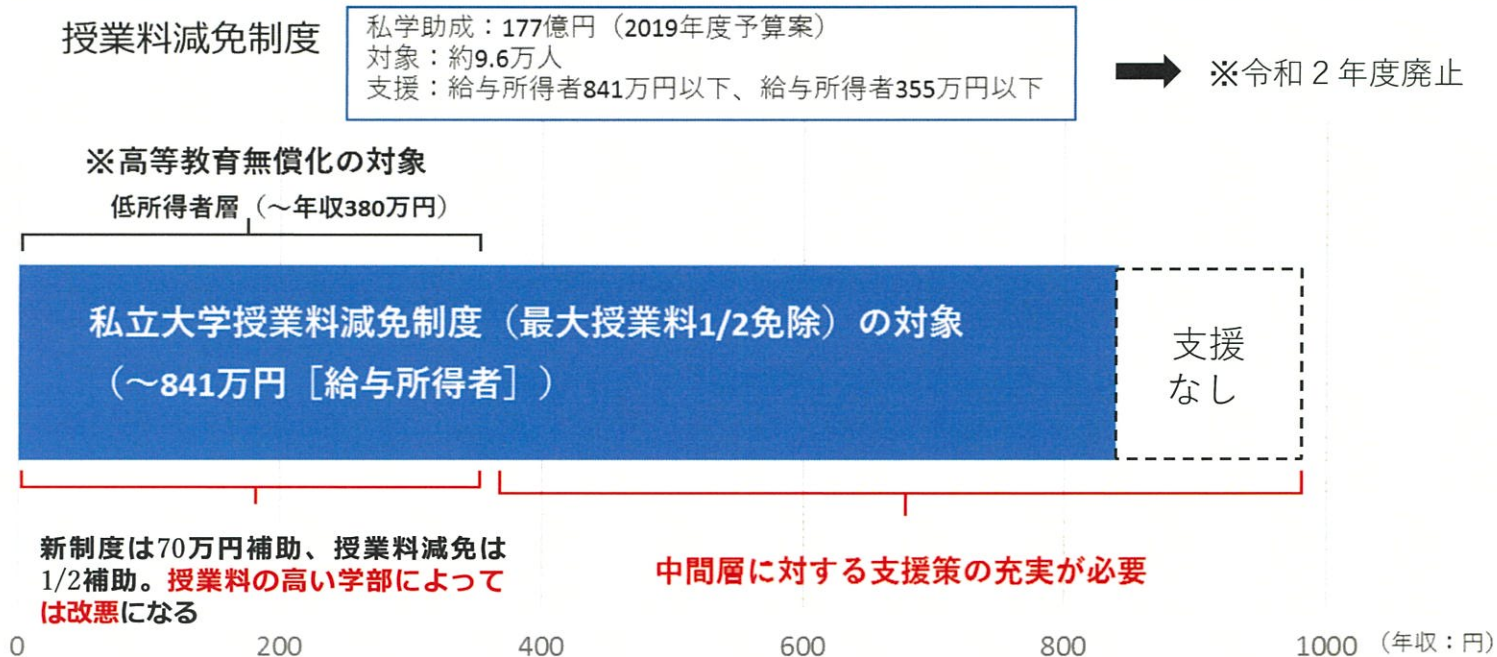 授業料減免制度
私学助成：177億円（2019年度予算案）
対象：約9.6万人
支援：給与所得者841万円以下、給与所得者355万円以下
※令和２年度廃止
※高等教育無償化の対象
低所得者層（～年収380万円）
私立大学授業料減免制度（最大授業料1/2免除）の対象
（～841万円［給与所得者］）
支援
なし
新制度は70万円補助、授業料減免は
1/2補助。授業料の高い学部によって
は改悪になる
中間層に対する支援策の充実が必要
0 200 400 600 800 1000 （年収：円）